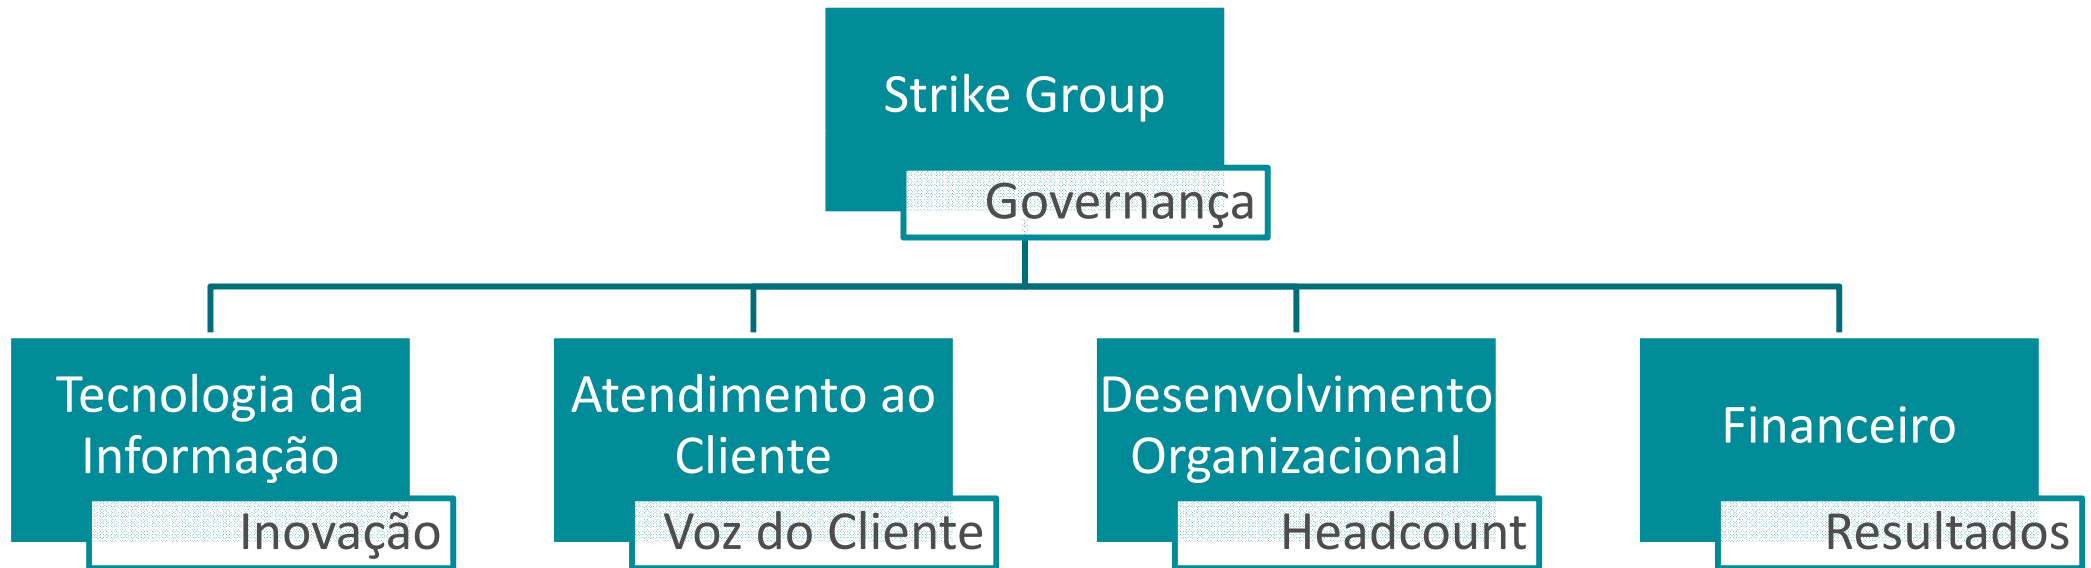 Strike Group
Governança
Tecnologia da
Informação
Inovação
Atendimento ao
Cliente
Voz do Cliente
Desenvolvimento
Organizacional
Headcount
Financeiro
Resultados